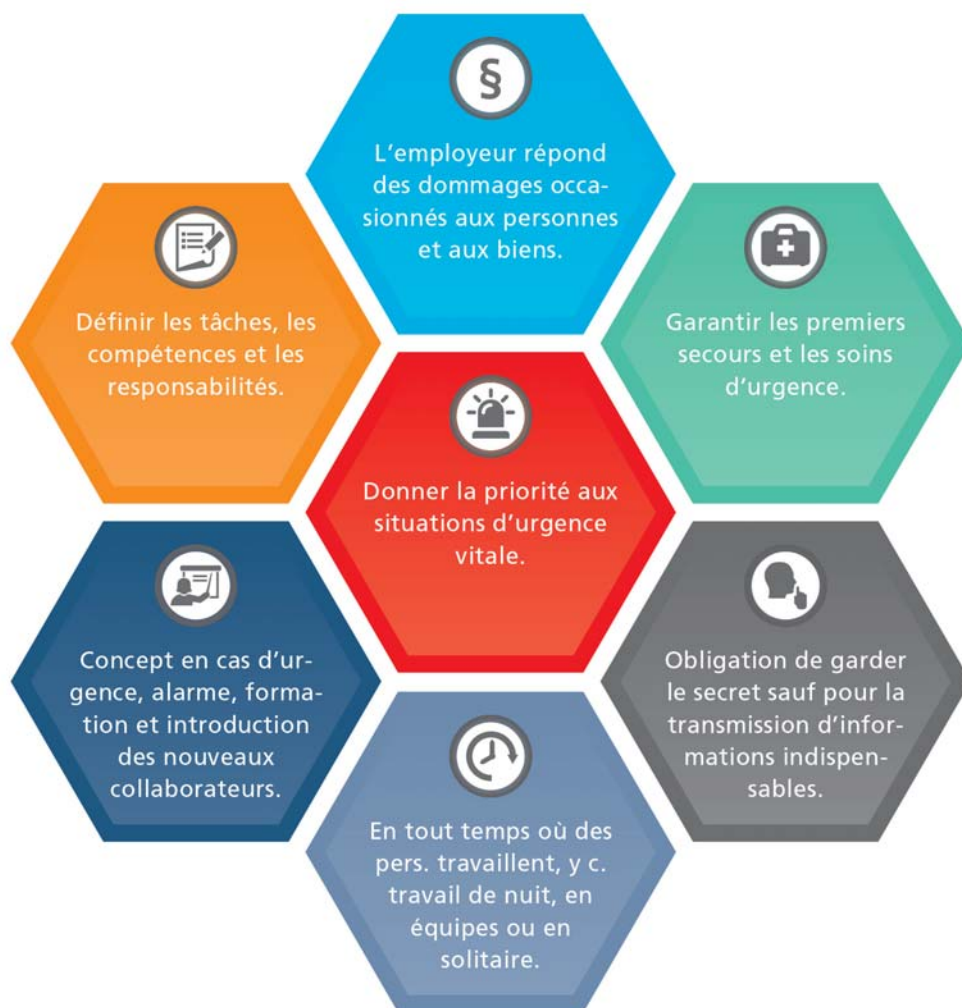 §
L'employeur répond
des dommages occa-
sionnés aux personnes
et aux biens.
Définir les tâches, les
compétences et les
responsabilités.
Garantir les premiers
secours et les soins
d'urgence.
Donner la priorité aux
situations d'urgence
vitale.
Concept en cas d'ur-
gence, alarme, forma-
tion et introduction
des nouveaux
collaborateurs.
Obligation de garder
le secret sauf pour la
transmission d'infor-
mations indispen-
sables.
En tout temps où des
pers. travaillent, y c.
travail de nuit, en
équipes ou en
solitaire.